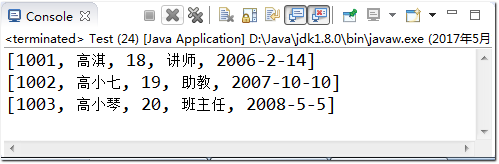 Console
<terminated> Test (24) [Java Application] D:\Java\jdk1.8.0\bin\javaw.exe (2017年5月
[1001, 高淇, 18, 讲师, 2006-2-14]
[1002, 高小七, 19, 助教, 2007-10-10]
[1003, 高小琴, 20, 班主任, 2008-5-5]